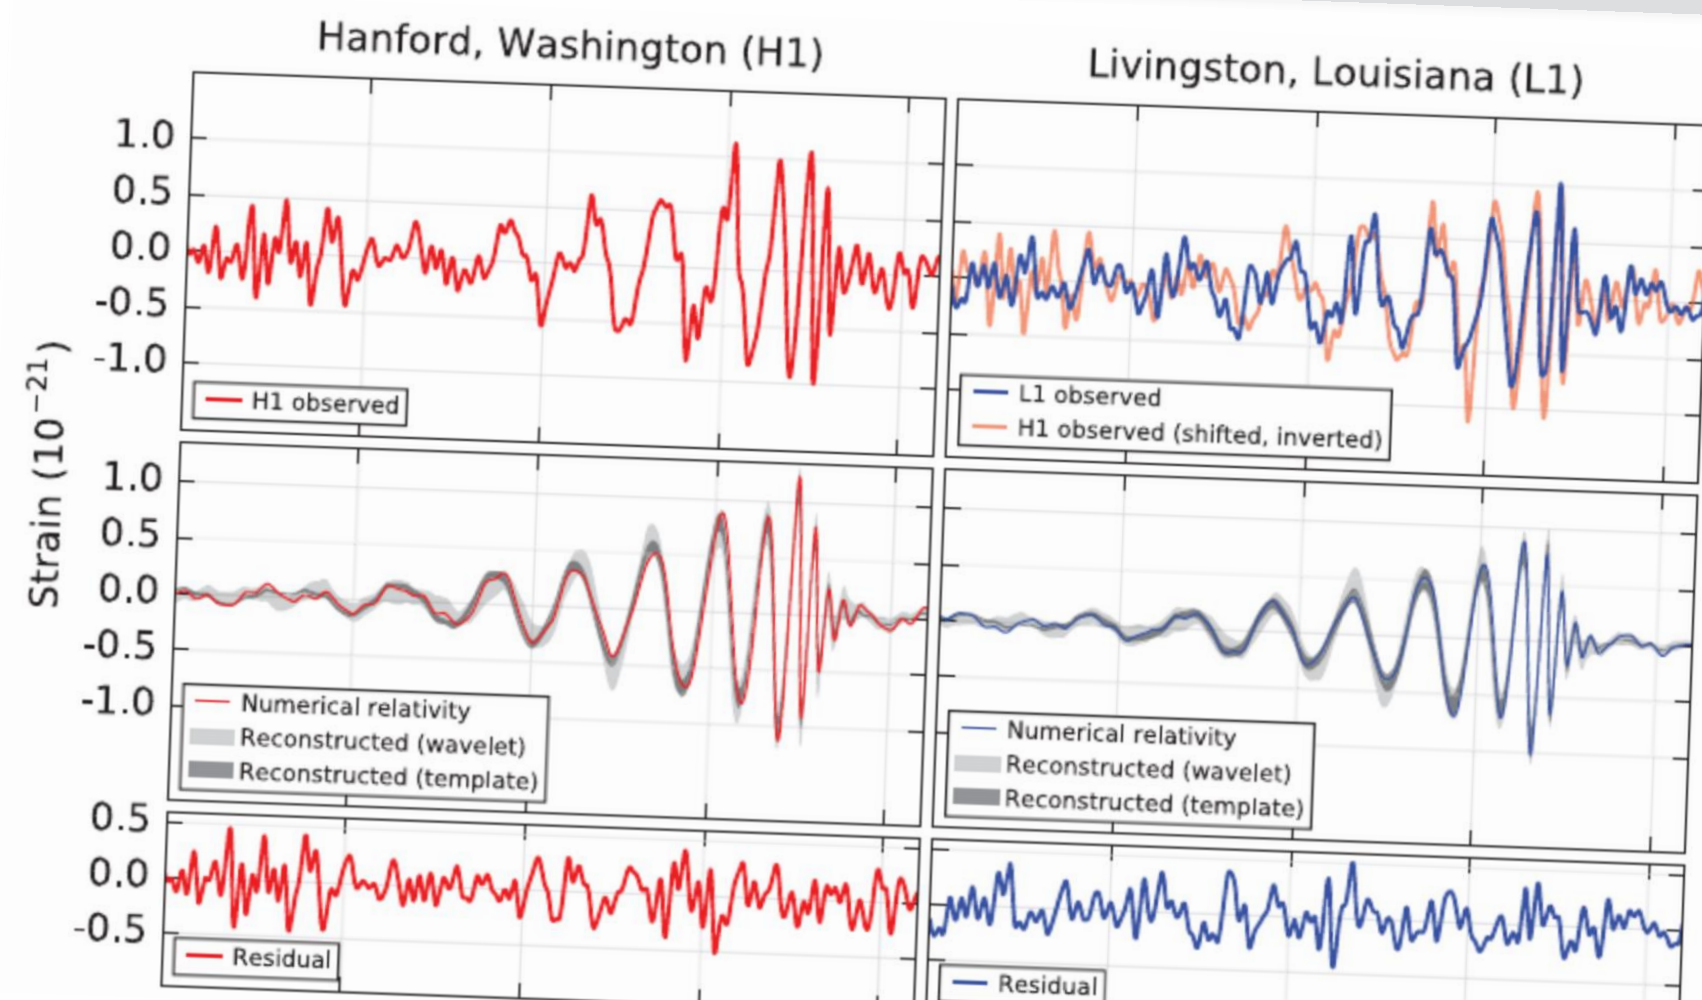 Hanford, Washington (H1)
Livingston, Louisiana (L1)
Strain (10⁻²¹)
1.0
0.5
0.0
-0.5
-1.0
H1 observed
L1 observed
H1 observed (shifted, inverted)
1.0
0.5
0.0
-0.5
-1.0
Numerical relativity
Reconstructed (wavelet)
Reconstructed (template)
Numerical relativity
Reconstructed (wavelet)
Reconstructed (template)
0.5
0.0
-0.5
Residual
Residual